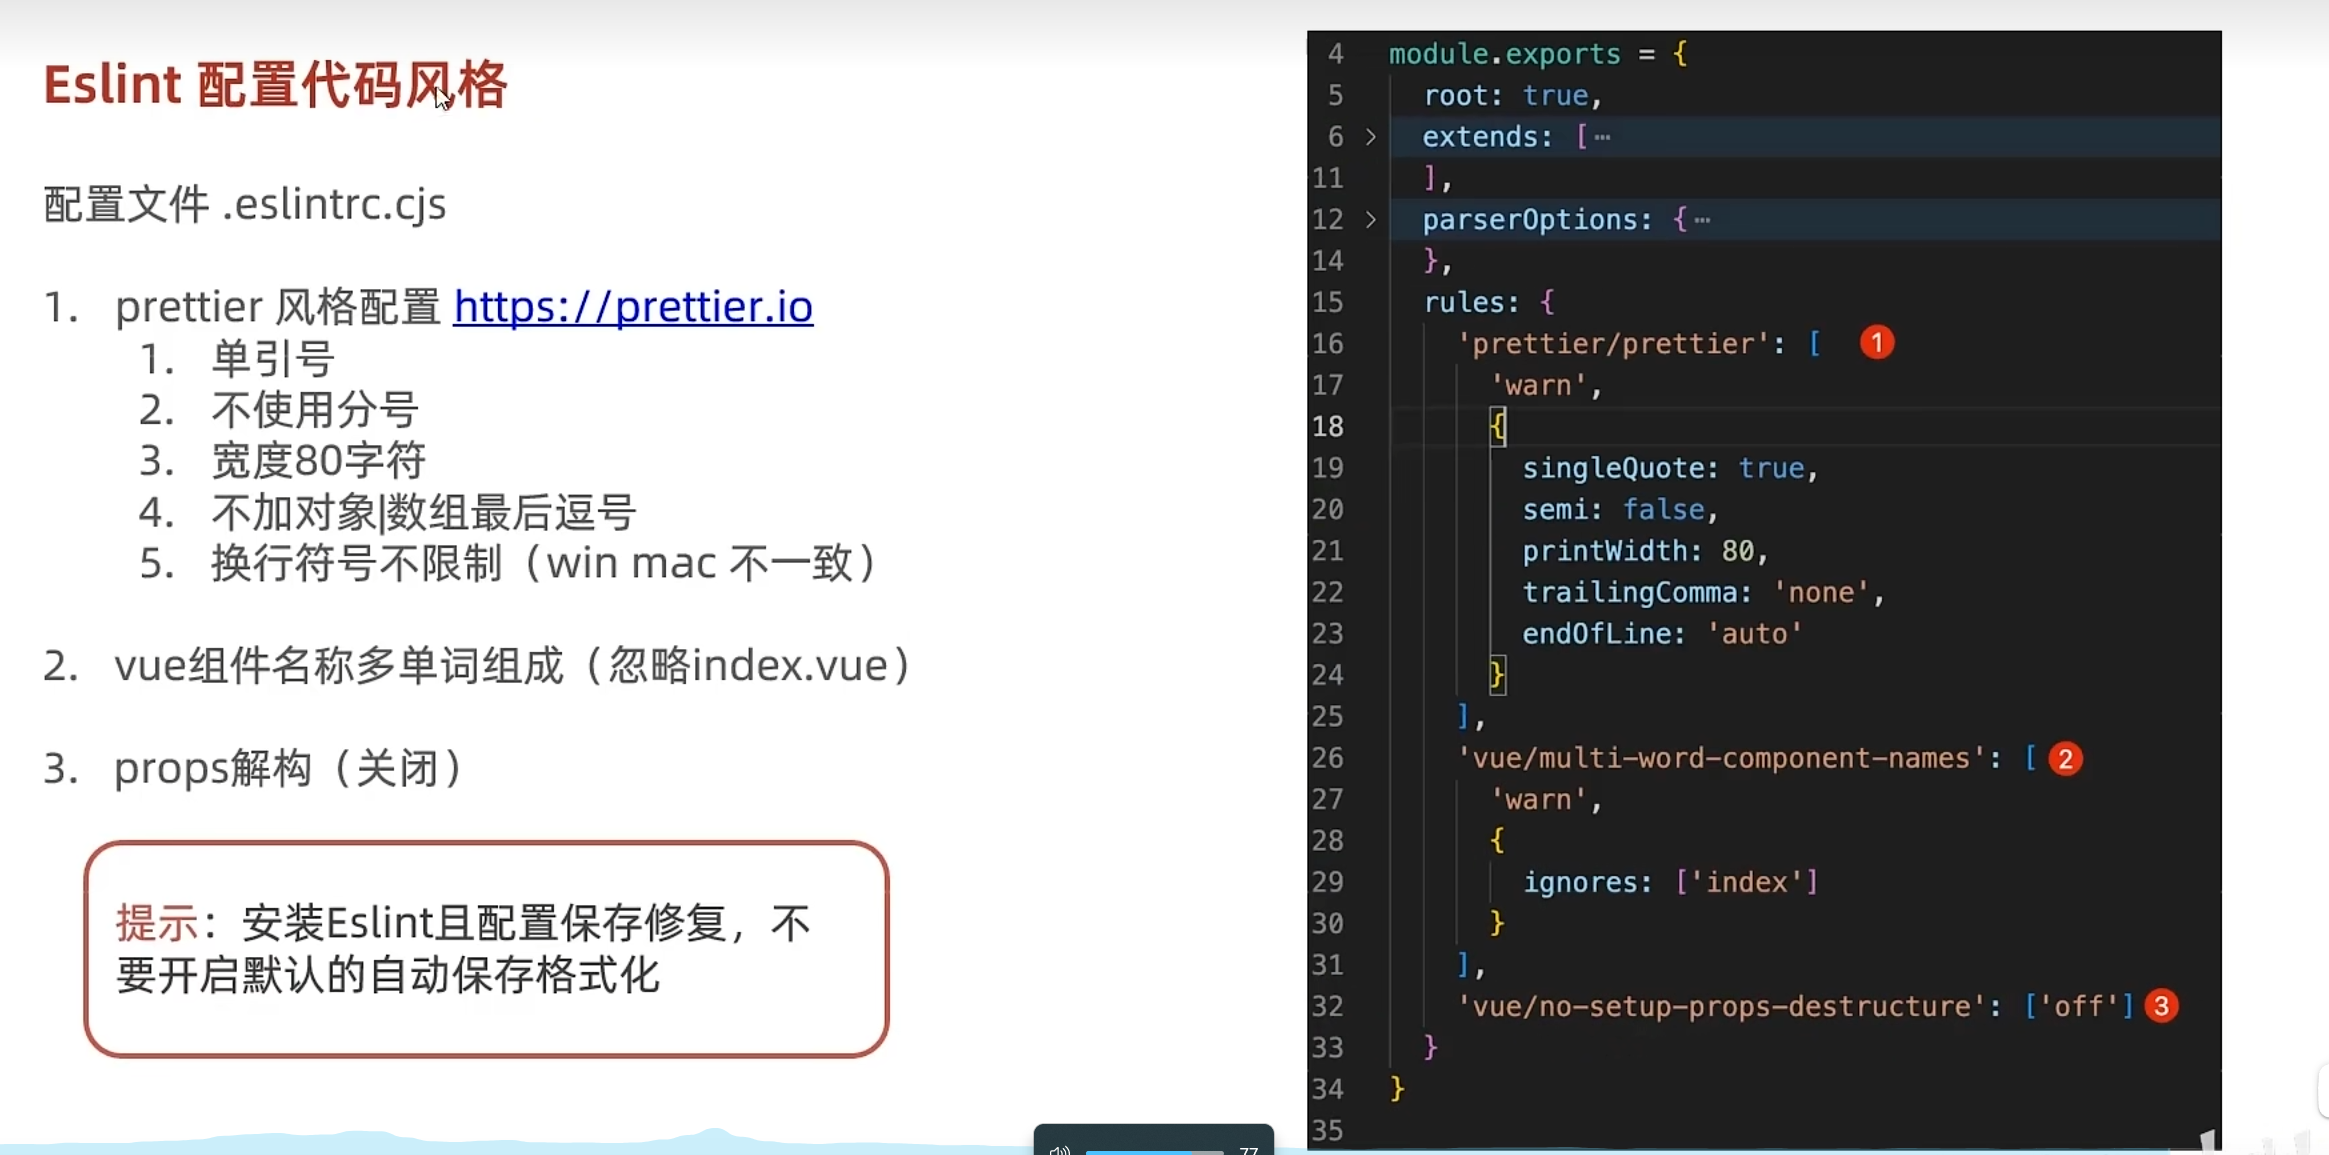 Eslint 配置代码风格
配置文件 .eslintrc.cjs
1. prettier 风格配置 https://prettier.io
1. 单引号
2. 不使用分号
3. 宽度80字符
4. 不加对象|数组最后逗号
5. 换行符号不限制（win mac 不一致）
2. vue组件名称多单词组成（忽略index.vue）
3. props解构（关闭）
提示：安装Eslint且配置保存修复，不
要开启默认的自动保存格式化
4 module.exports = {
5 root: true,
6 > extends: [⋯
11 ],
12 > parserOptions: {⋯
14 },
15 rules: {
16 'prettier/prettier': [ 1
17 'warn',
18 {
19 singleQuote: true,
20 semi: false,
21 printWidth: 80,
22 trailingComma: 'none',
23 endOfLine: 'auto'
24 }
25 ],
26 'vue/multi-word-component-names': [ 2
27 'warn',
28 {
29 ignores: ['index']
30 }
31 ],
32 'vue/no-setup-props-destructure': ['off'] 3
33 }
34 }
35
77